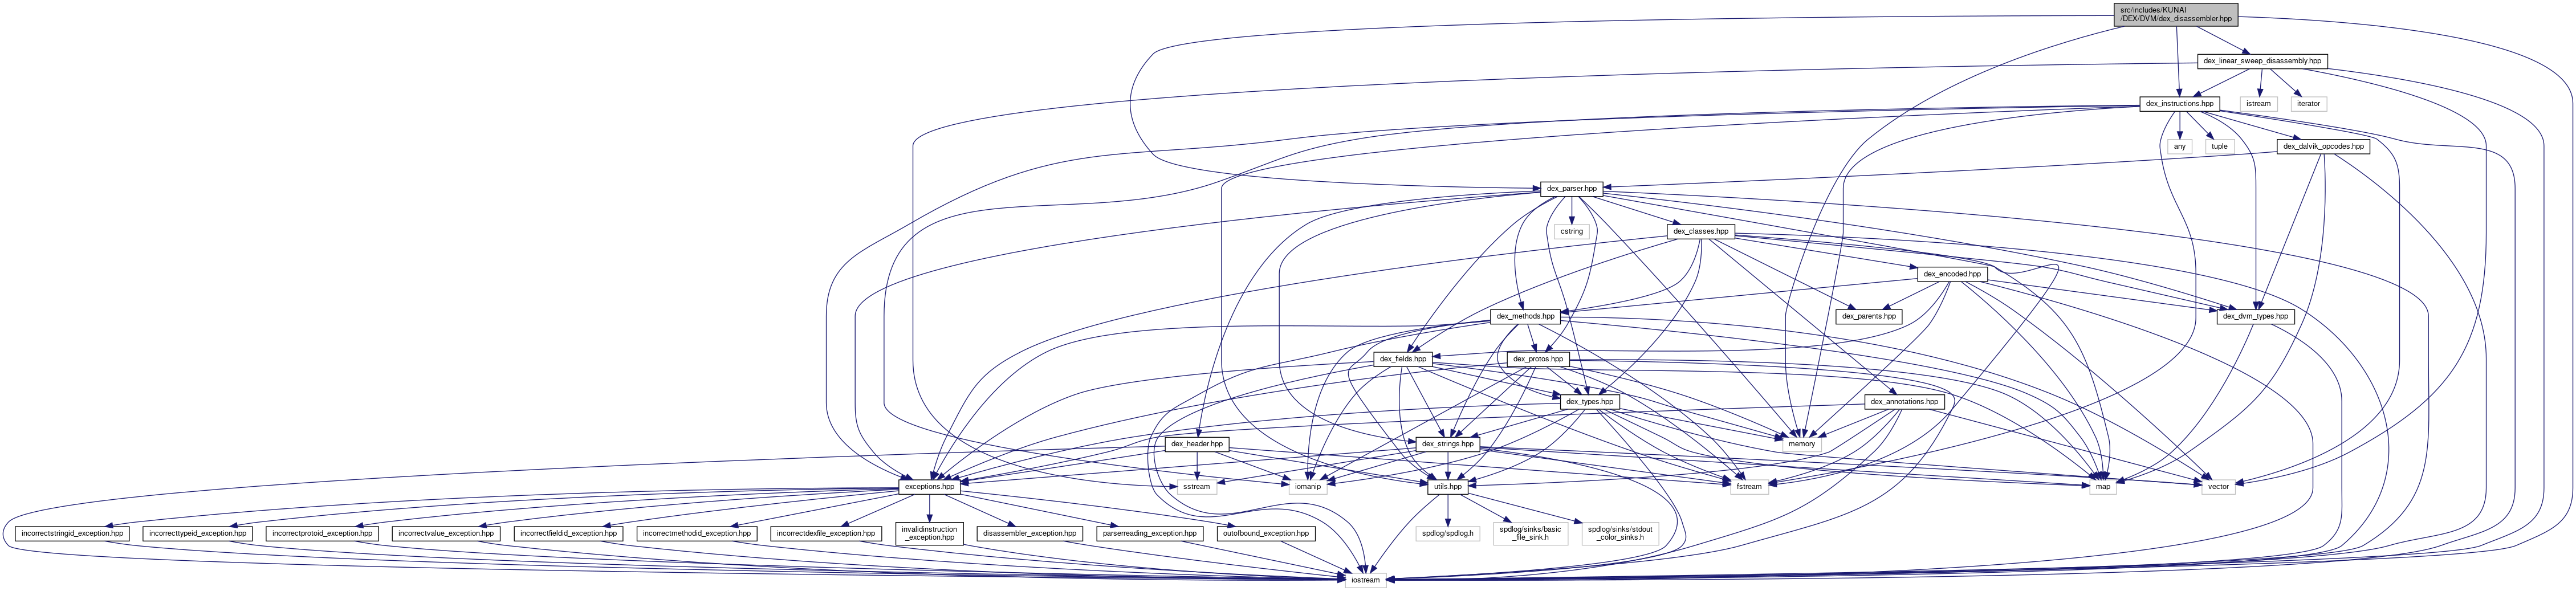 src/includes/KUNAI
/DEX/DVM/dex_disassembler.hpp
dex_linear_sweep_disassembly.hpp
dex_instructions.hpp
istream
iterator
any
tuple
dex_dalvik_opcodes.hpp
dex_parser.hpp
cstring
dex_classes.hpp
dex_encoded.hpp
dex_methods.hpp
dex_parents.hpp
dex_dvm_types.hpp
dex_fields.hpp
dex_protos.hpp
dex_types.hpp
dex_annotations.hpp
dex_header.hpp
dex_strings.hpp
memory
exceptions.hpp
sstream
iomanip
utils.hpp
fstream
map
vector
incorrectstringid_exception.hpp
incorrecttypeid_exception.hpp
incorrectprotoid_exception.hpp
incorrectvalue_exception.hpp
incorrectfieldid_exception.hpp
incorrectmethodid_exception.hpp
incorrectdexfile_exception.hpp
invalidinstruction
_exception.hpp
disassembler_exception.hpp
parserreading_exception.hpp
outofbound_exception.hpp
spdlog/spdlog.h
spdlog/sinks/basic
_file_sink.h
spdlog/sinks/stdout
_color_sinks.h
iostream